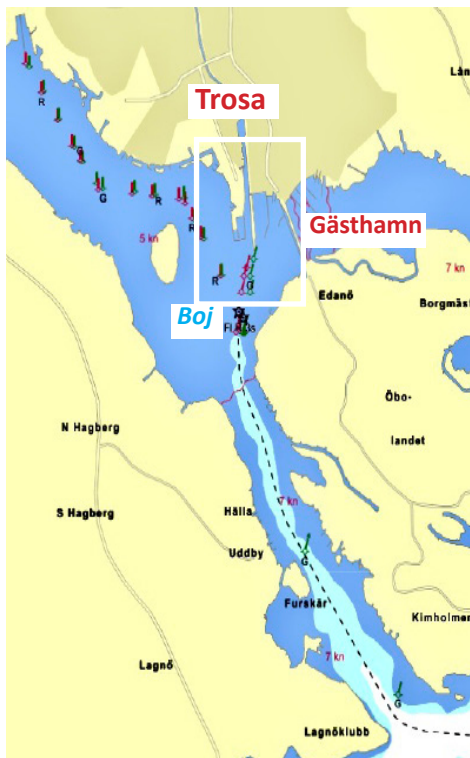 Lån
R
Trosa
G
G
R
R
Gästhamn
5 kn
7 kn
R
G
Edanö
Borgmäst
Boj
Öbo-
landet
N Hagberg
S Hagberg
7 kn
Hälla
Uddby
G
Furskär
Kimholmen
Lagnö
7 kn
G
Lagnöklubb